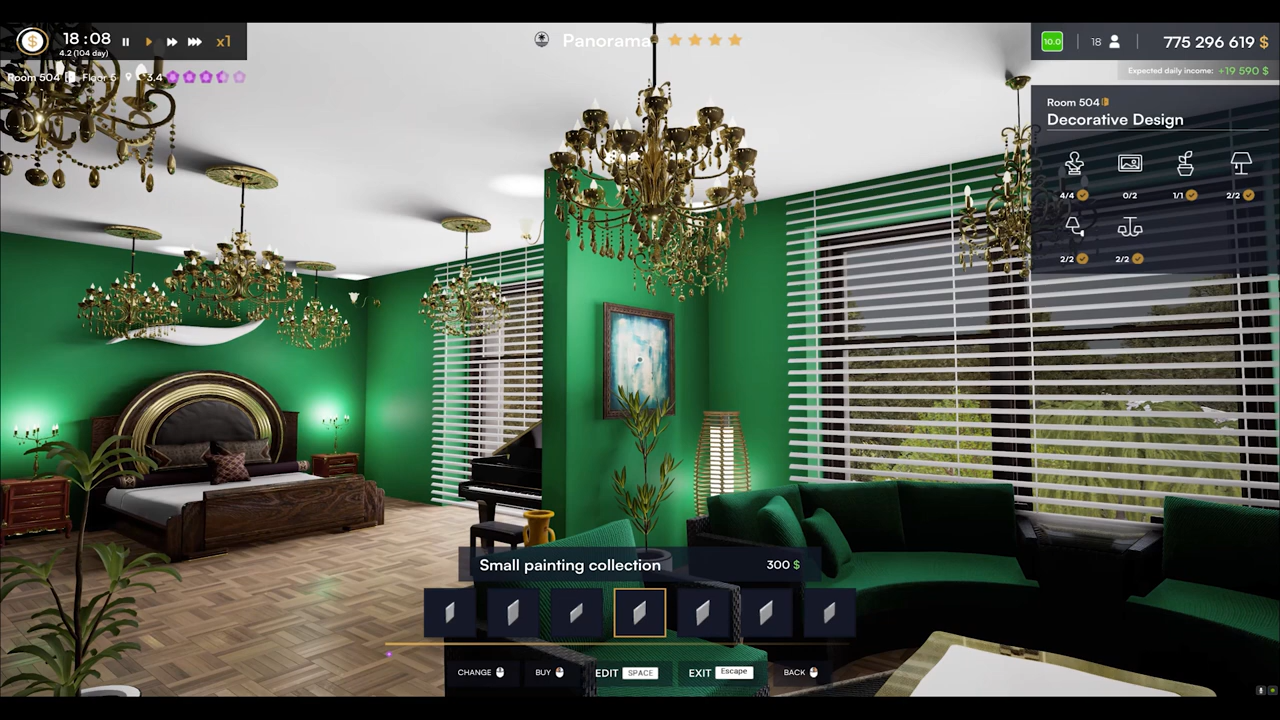 18:08
4.2 (104 day)
x1
Panorama
10.0
18
775 296 619 $
Expected daily income: +19 590 $
Room 504
Floor 5
3.4
Room 504
Decorative Design
4/4
0/2
1/1
2/2
2/2
2/2
Small painting collection
300 $
CHANGE
BUY
EDIT
SPACE
EXIT
Escape
BACK